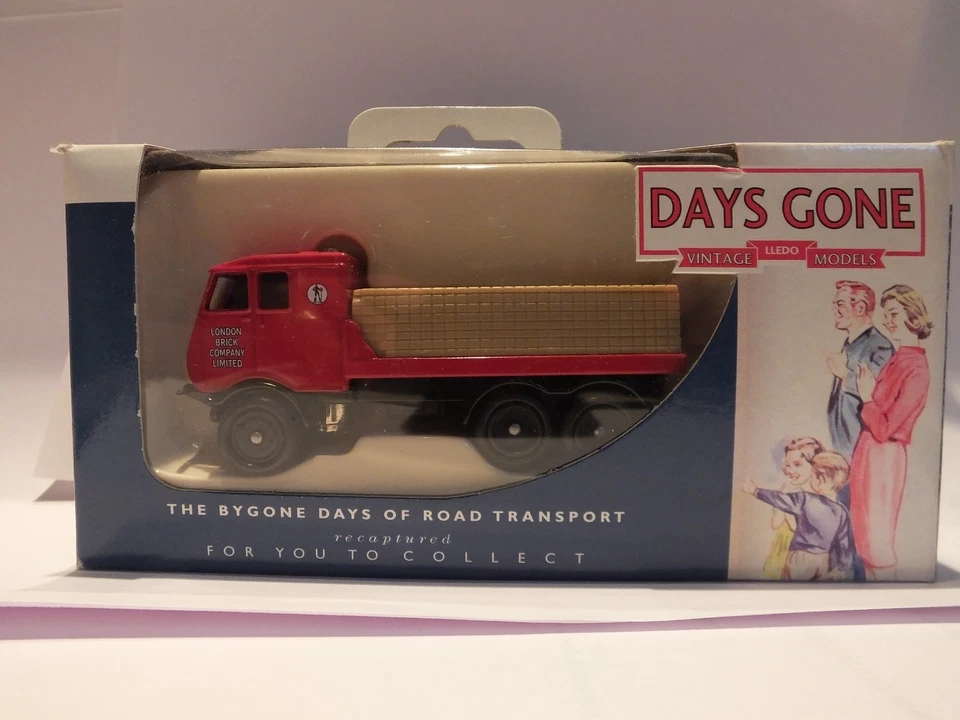 DAYS GONE
VINTAGE LLEDO MODELS
LONDON
BRICK
COMPANY
LIMITED
THE BYGONE DAYS OF ROAD TRANSPORT
recaptured
FOR YOU TO COLLECT